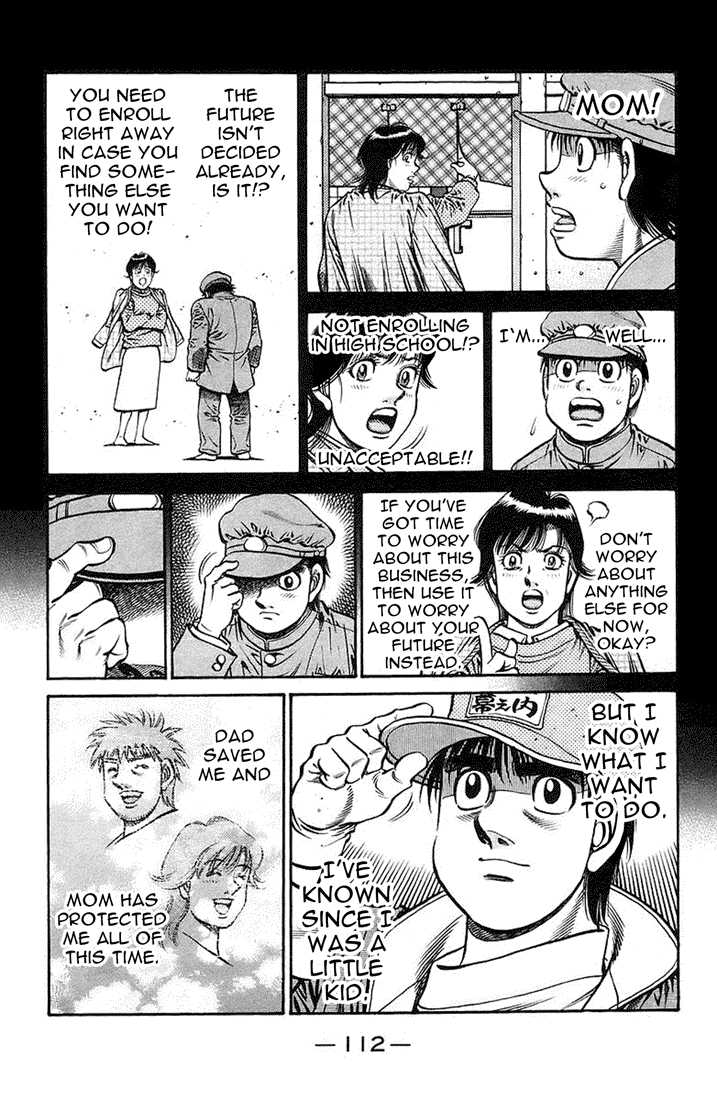 MOM!
I'M...
WELL...
NOT ENROLLING
IN HIGH SCHOOL!?
UNACCEPTABLE!!
THE
FUTURE
ISN'T
DECIDED
ALREADY,
IS IT!?
YOU NEED
TO ENROLL
RIGHT AWAY
IN CASE YOU
FIND SOME-
THING ELSE
YOU WANT
TO DO!
DON'T
WORRY
ABOUT
ANYTHING
ELSE FOR
NOW,
OKAY?
IF YOU'VE
GOT TIME
TO WORRY
ABOUT THIS
BUSINESS,
THEN USE IT
TO WORRY
ABOUT YOUR
FUTURE
INSTEAD.
BUT I
KNOW
WHAT I
WANT
TO DO.
幕之内
I'VE
KNOWN
SINCE I
WAS A
LITTLE
KID.
DAD
SAVED
ME AND
MOM HAS
PROTECTED
ME ALL OF
THIS TIME.
—112—